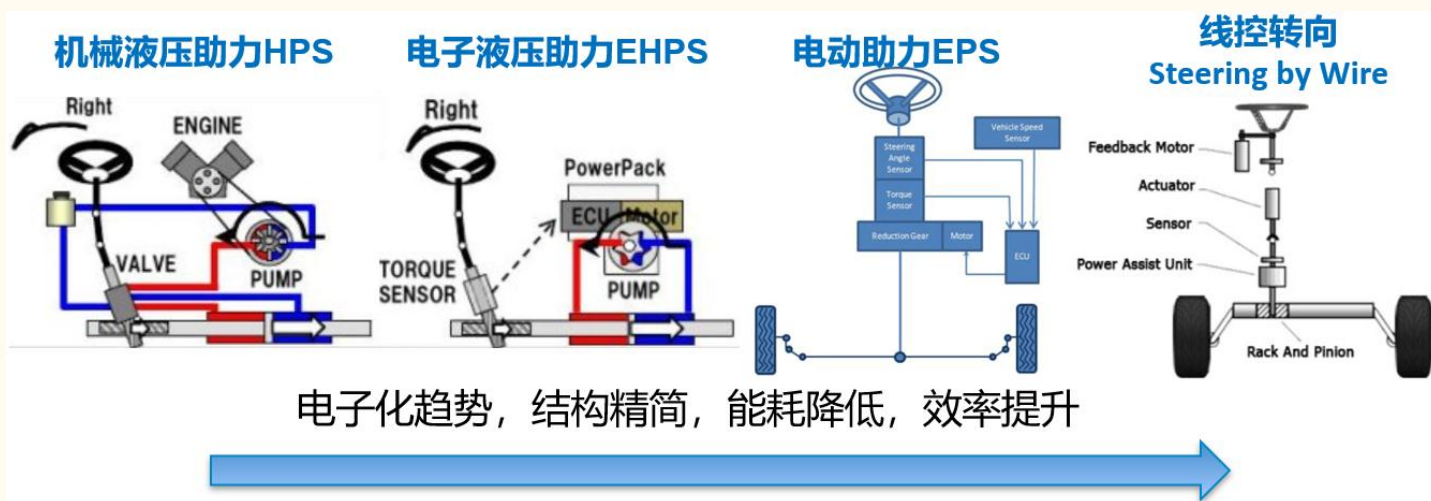 机械液压助力HPS
Right
ENGINE
VALVE
PUMP
电子液压助力EHPS
Right
PowerPack
ECU
Motor
TORQUE
SENSOR
PUMP
电动助力EPS
Vehicle Speed
Sensor
Steering
Angle
Sensor
Torque
Sensor
Reduction Gear
Motor
ECU
线控转向
Steering by Wire
Feedback Motor
Actuator
Sensor
Power Assist Unit
Rack And Pinion
电子化趋势，结构精简，能耗降低，效率提升